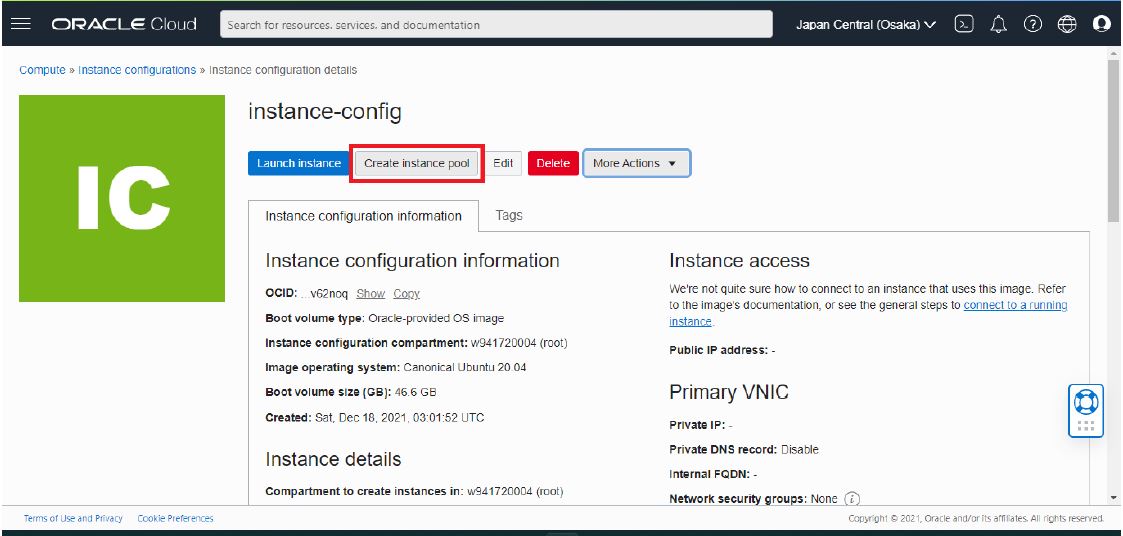 ORACLE Cloud
Search for resources, services, and documentation
Japan Central (Osaka)
Compute » Instance configurations » Instance configuration details
IC
instance-config
Launch instance
Create instance pool
Edit
Delete
More Actions
Instance configuration information
Tags
Instance configuration information
OCID: ...v62noq Show Copy
Boot volume type: Oracle-provided OS image
Instance configuration compartment: w941720004 (root)
Image operating system: Canonical Ubuntu 20.04
Boot volume size (GB): 46.6 GB
Created: Sat, Dec 18, 2021, 03:01:52 UTC
Instance details
Compartment to create instances in: w941720004 (root)
Instance access
We're not quite sure how to connect to an instance that uses this image. Refer
to the image's documentation, or see the general steps to connect to a running
instance.
Public IP address: -
Primary VNIC
Private IP: -
Private DNS record: Disable
Internal FQDN: -
Network security groups: None
Terms of Use and Privacy
Cookie Preferences
Copyright © 2021, Oracle and/or its affiliates. All rights reserved.